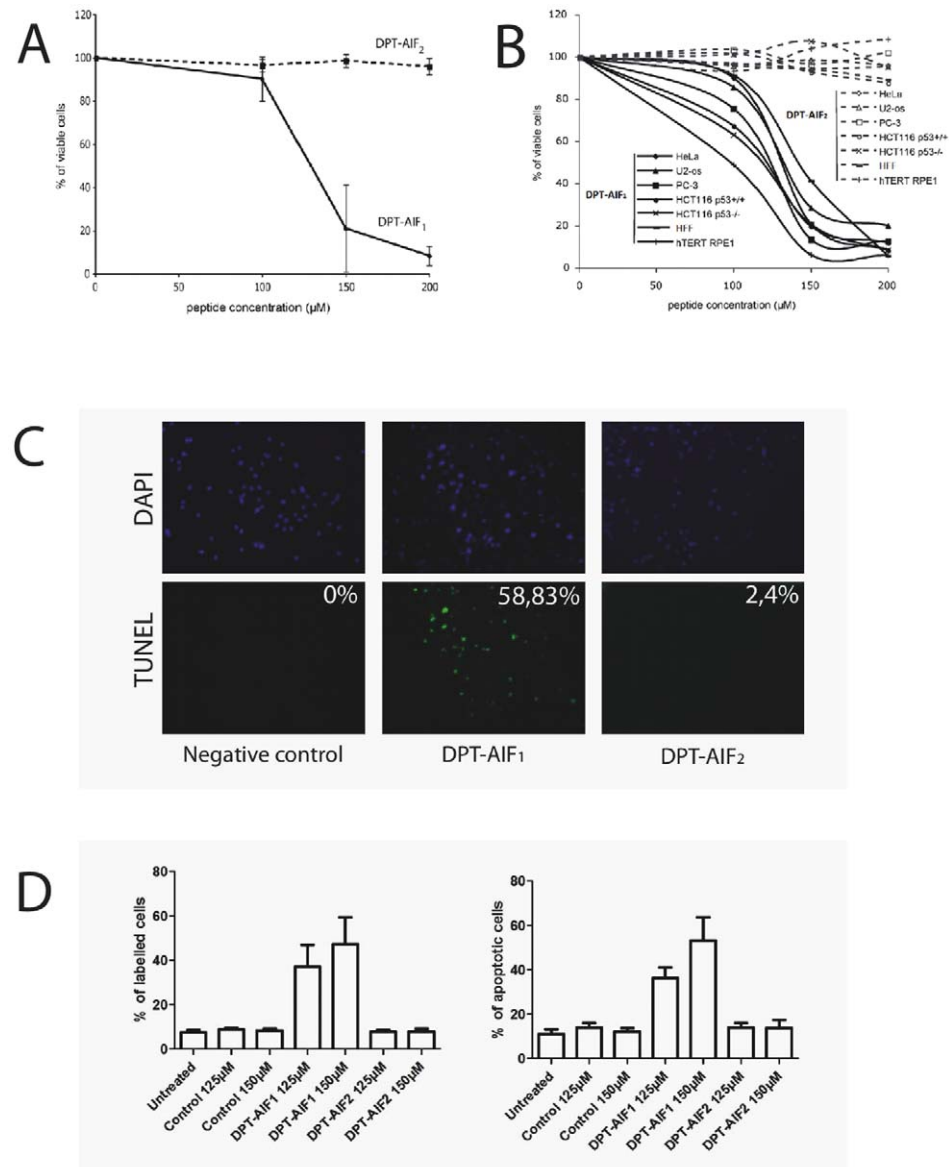 A
120
100
80
60
40
20
0
% of viable cells
0 50 100 150 200
peptide concentration (µM)
DPT-AIF2
DPT-AIF1
B
120
100
80
60
40
20
0
% of viable cells
0 50 100 150 200
peptide concentration (µM)
DPT-AIF1
HeLa
U2-os
PC-3
HCT116 p53+/+
HCT116 p53-/-
HFF
hTERT RPE1
DPT-AIF2
HeLa
U2-os
PC-3
HCT116 p53+/+
HCT116 p53-/-
HFF
hTERT RPE1
C
DAPI
TUNEL
0%
58,83%
2,4%
Negative control
DPT-AIF1
DPT-AIF2
D
80
60
40
20
0
% of labelled cells
Untreated
Control 125µM
Control 150µM
DPT-AIF1 125µM
DPT-AIF1 150µM
DPT-AIF2 125µM
DPT-AIF2 150µM
80
60
40
20
0
% of apoptotic cells
Untreated
Control 125µM
Control 150µM
DPT-AIF1 125µM
DPT-AIF1 150µM
DPT-AIF2 125µM
DPT-AIF2 150µM